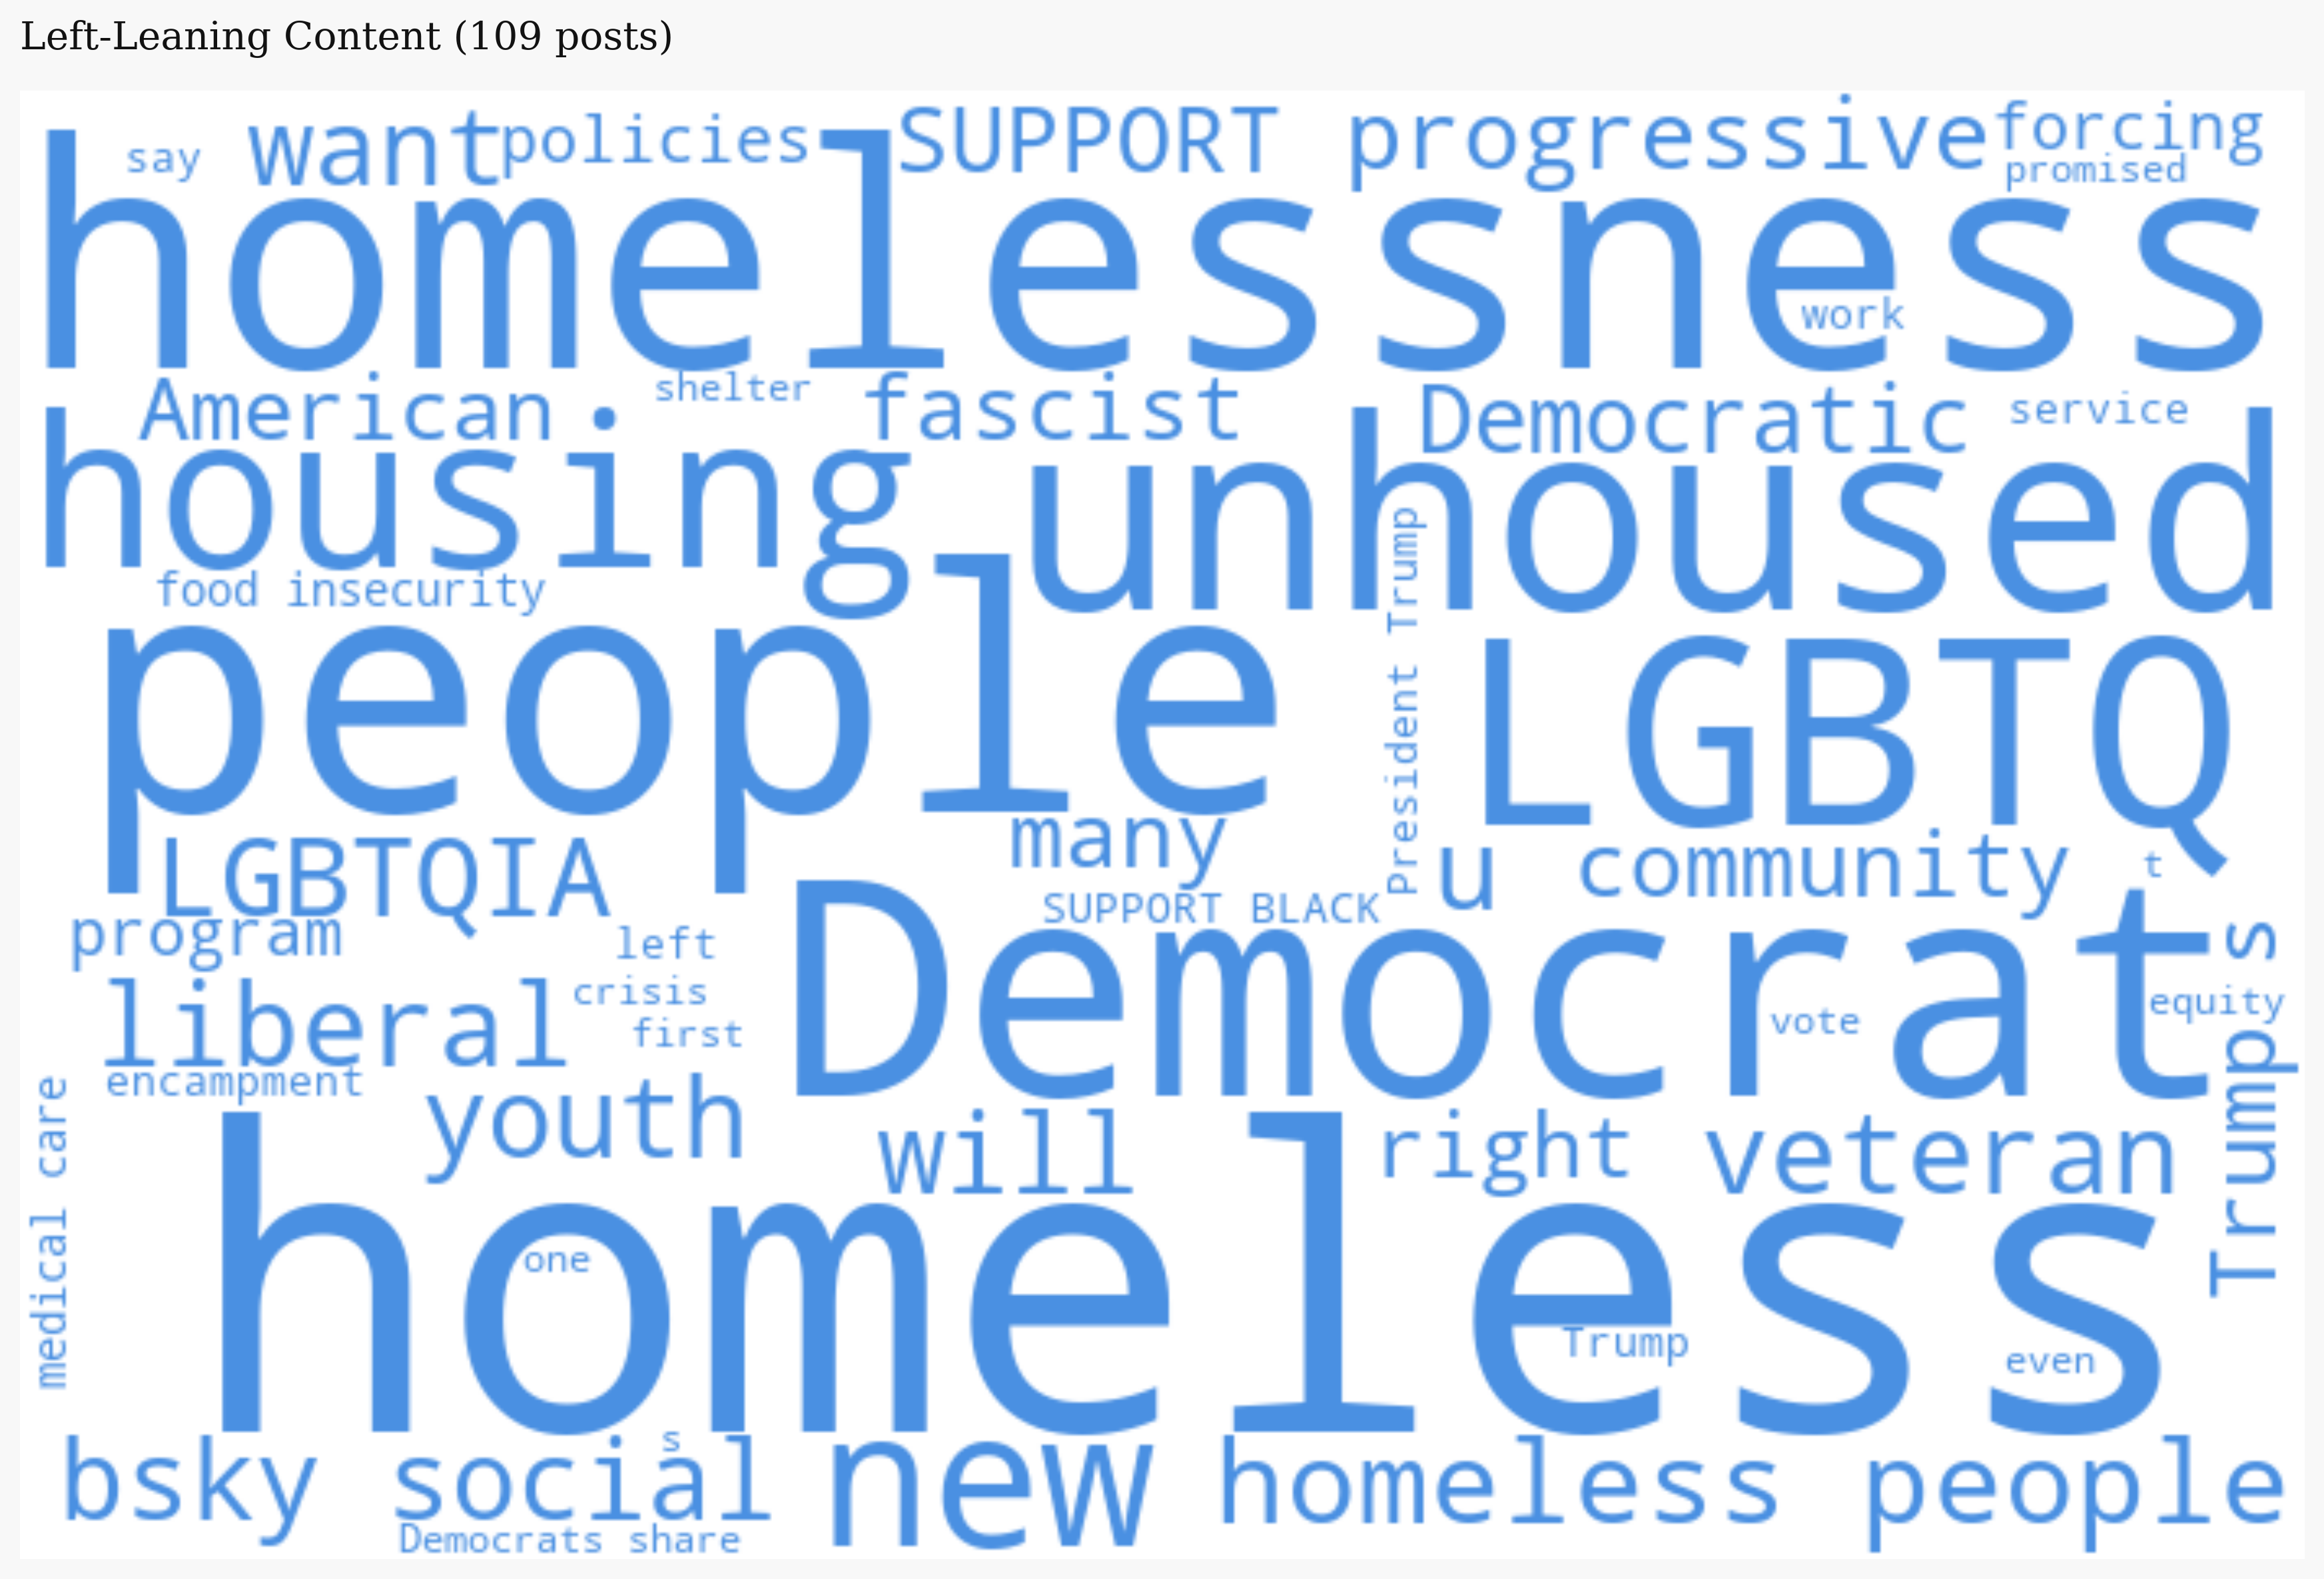 Left-Leaning Content (109 posts)
say want policies SUPPORT progressive forcing
promised
homelessness
work
American shelter fascist Democratic service
housing unhoused
food insecurity
President Trump
people LGBTQ
LGBTQIA many u community t
program left SUPPORT BLACK
liberal crisis Democrat equity
first vote
Trump s
encampment youth will right veteran
medical care
homeless
one
Trump even
bsky social s new homeless people
Democrats share